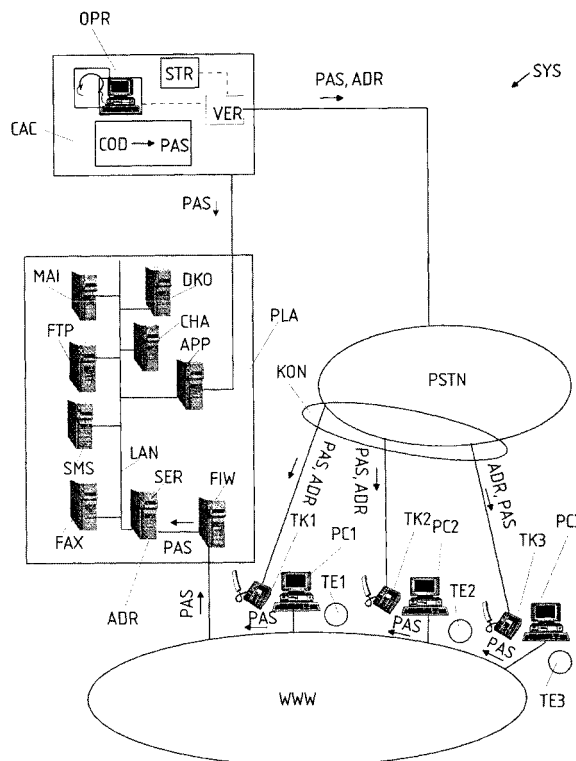 OPR
STR
PAS, ADR
SYS
VER
CAC
COD → PAS
PAS
MAI
DKO
FTP
CHA
PLA
APP
KON
PSTN
SMS
LAN
SER
FIW
PAS, ADR
PAS, ADR
ADR, PAS
FAX
PAS
TK1
PC1
TK2
PC2
TK3
ADR
PAS
PAS
TE1
PAS
TE2
PAS
TE3
WWW